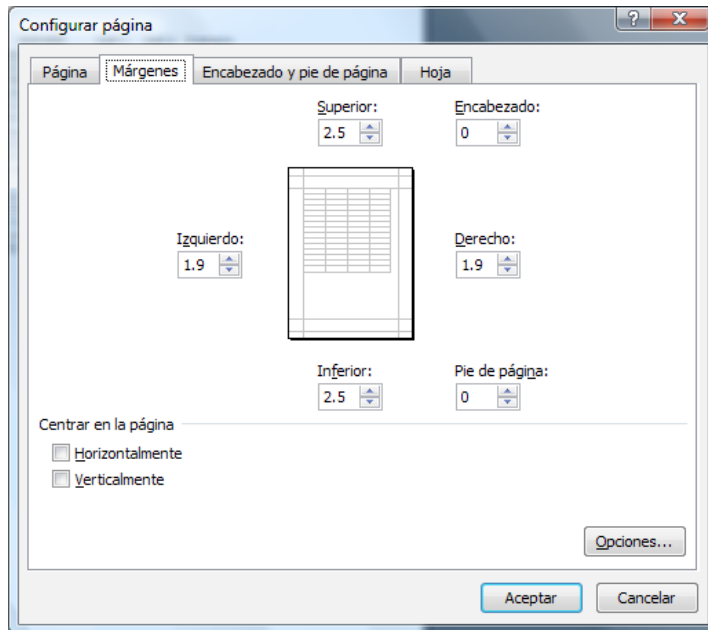 Configurar página
Página Márgenes Encabezado y pie de página Hoja
Superior: Encabezado:
2.5 0
Izquierdo: Derecho:
1.9 1.9
Inferior: Pie de página:
2.5 0
Centrar en la página
Horizontalmente
Verticalmente
Opciones...
Aceptar Cancelar